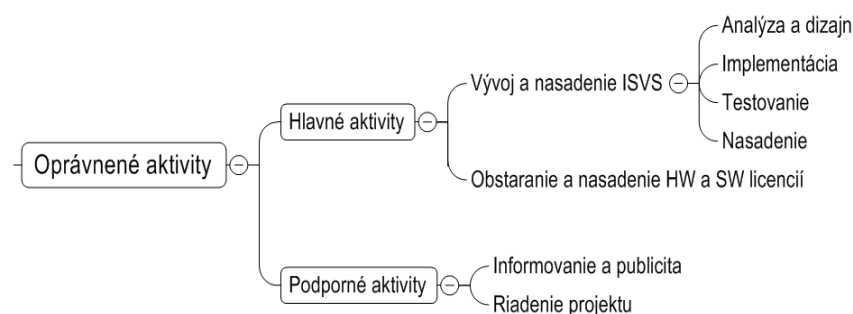 Oprávnené aktivity
Hlavné aktivity
Vývoj a nasadenie ISVS
Analýza a dizajn
Implementácia
Testovanie
Nasadenie
Obstaranie a nasadenie HW a SW licencií
Podporné aktivity
Informovanie a publicita
Riadenie projektu